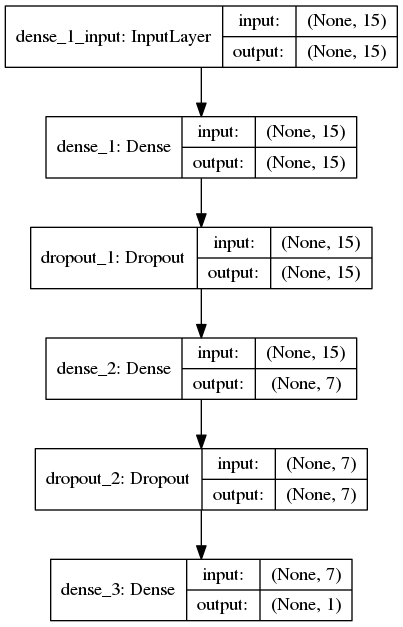 dense_1_input: InputLayer
input: (None, 15)
output: (None, 15)
dense_1: Dense
input: (None, 15)
output: (None, 15)
dropout_1: Dropout
input: (None, 15)
output: (None, 15)
dense_2: Dense
input: (None, 15)
output: (None, 7)
dropout_2: Dropout
input: (None, 7)
output: (None, 7)
dense_3: Dense
input: (None, 7)
output: (None, 1)